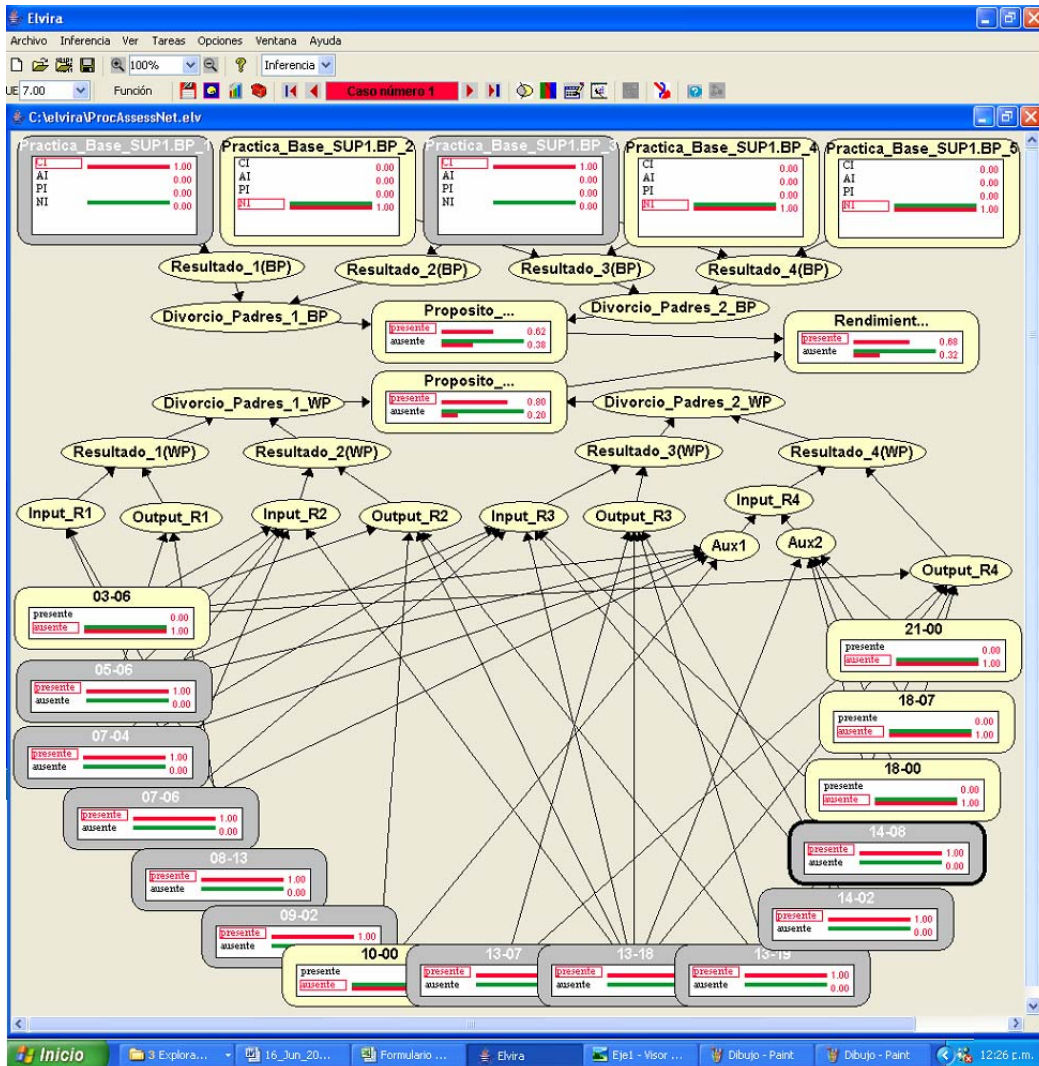 Elvira
Archivo Inferencia Ver Tareas Opciones Ventana Ayuda
100% Inferencia
UE 7.00 Función Caso número 1
C:\elvira\ProcAssessNet.elv
Practica_Base_SUP1.BP_1
CI 1.00
AI 0.00
PI 0.00
NI 0.00
Practica_Base_SUP1.BP_2
CI 0.00
AI 0.00
PI 0.00
NI 1.00
Practica_Base_SUP1.BP_3
CI 1.00
AI 0.00
PI 0.00
NI 0.00
Practica_Base_SUP1.BP_4
CI 0.00
AI 0.00
PI 0.00
NI 1.00
Practica_Base_SUP1.BP_5
CI 0.00
AI 0.00
PI 0.00
NI 1.00
Resultado_1(BP)
Resultado_2(BP)
Resultado_3(BP)
Resultado_4(BP)
Divorcio_Padres_1_BP
Divorcio_Padres_2_BP
Proposito_...
presente 0.62
ausente 0.38
Rendimient...
presente 0.68
ausente 0.32
Proposito_...
presente 0.80
ausente 0.20
Divorcio_Padres_1_WP
Divorcio_Padres_2_WP
Resultado_1(WP)
Resultado_2(WP)
Resultado_3(WP)
Resultado_4(WP)
Input_R1
Output_R1
Input_R2
Output_R2
Input_R3
Output_R3
Input_R4
Aux1
Aux2
Output_R4
03-06
presente 0.00
ausente 1.00
05-06
presente 1.00
ausente 0.00
07-04
presente 1.00
ausente 0.00
07-06
presente 1.00
ausente 0.00
08-13
presente 1.00
ausente 0.00
09-02
presente 1.00
ausente
10-00
presente
ausente
13-07
presente
ausente
13-18
presente
ausente
13-19
presente 1.00
ausente 0.00
14-02
presente 1.00
ausente 0.00
14-08
presente 1.00
ausente 0.00
18-00
presente 0.00
ausente 1.00
18-07
presente 0.00
ausente 1.00
21-00
presente 0.00
ausente 1.00
Inicio 3 Explora... 16_Jun_20... Formulario ... Elvira Eje1 - Visor ... Dibujo - Paint Dibujo - Paint 12:26 p.m.